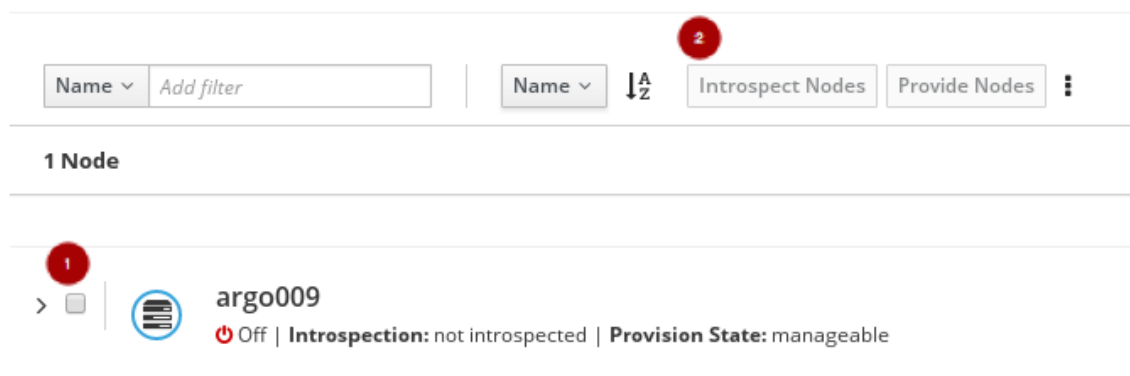 2
Name Add filter Name A Z Introspect Nodes Provide Nodes
1 Node
1
argo009
Off | Introspection: not introspected | Provision State: manageable